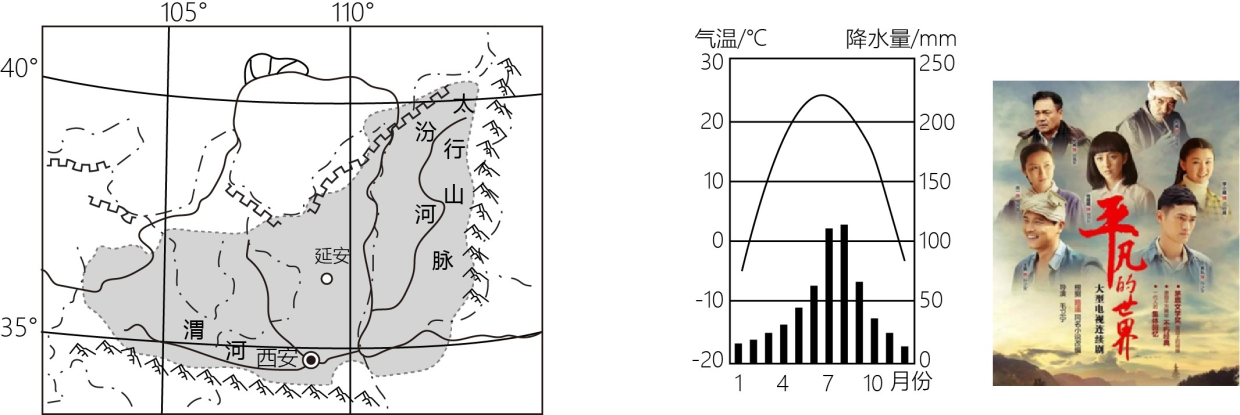 105°
110°
40°
35°
太
行
山
脉
汾
河
延安
渭
河
西安
气温/℃
降水量/mm
30
20
10
0
-10
-20
250
200
150
100
50
0
1
4
7
10
月份
平凡的世界
大型电视连续剧